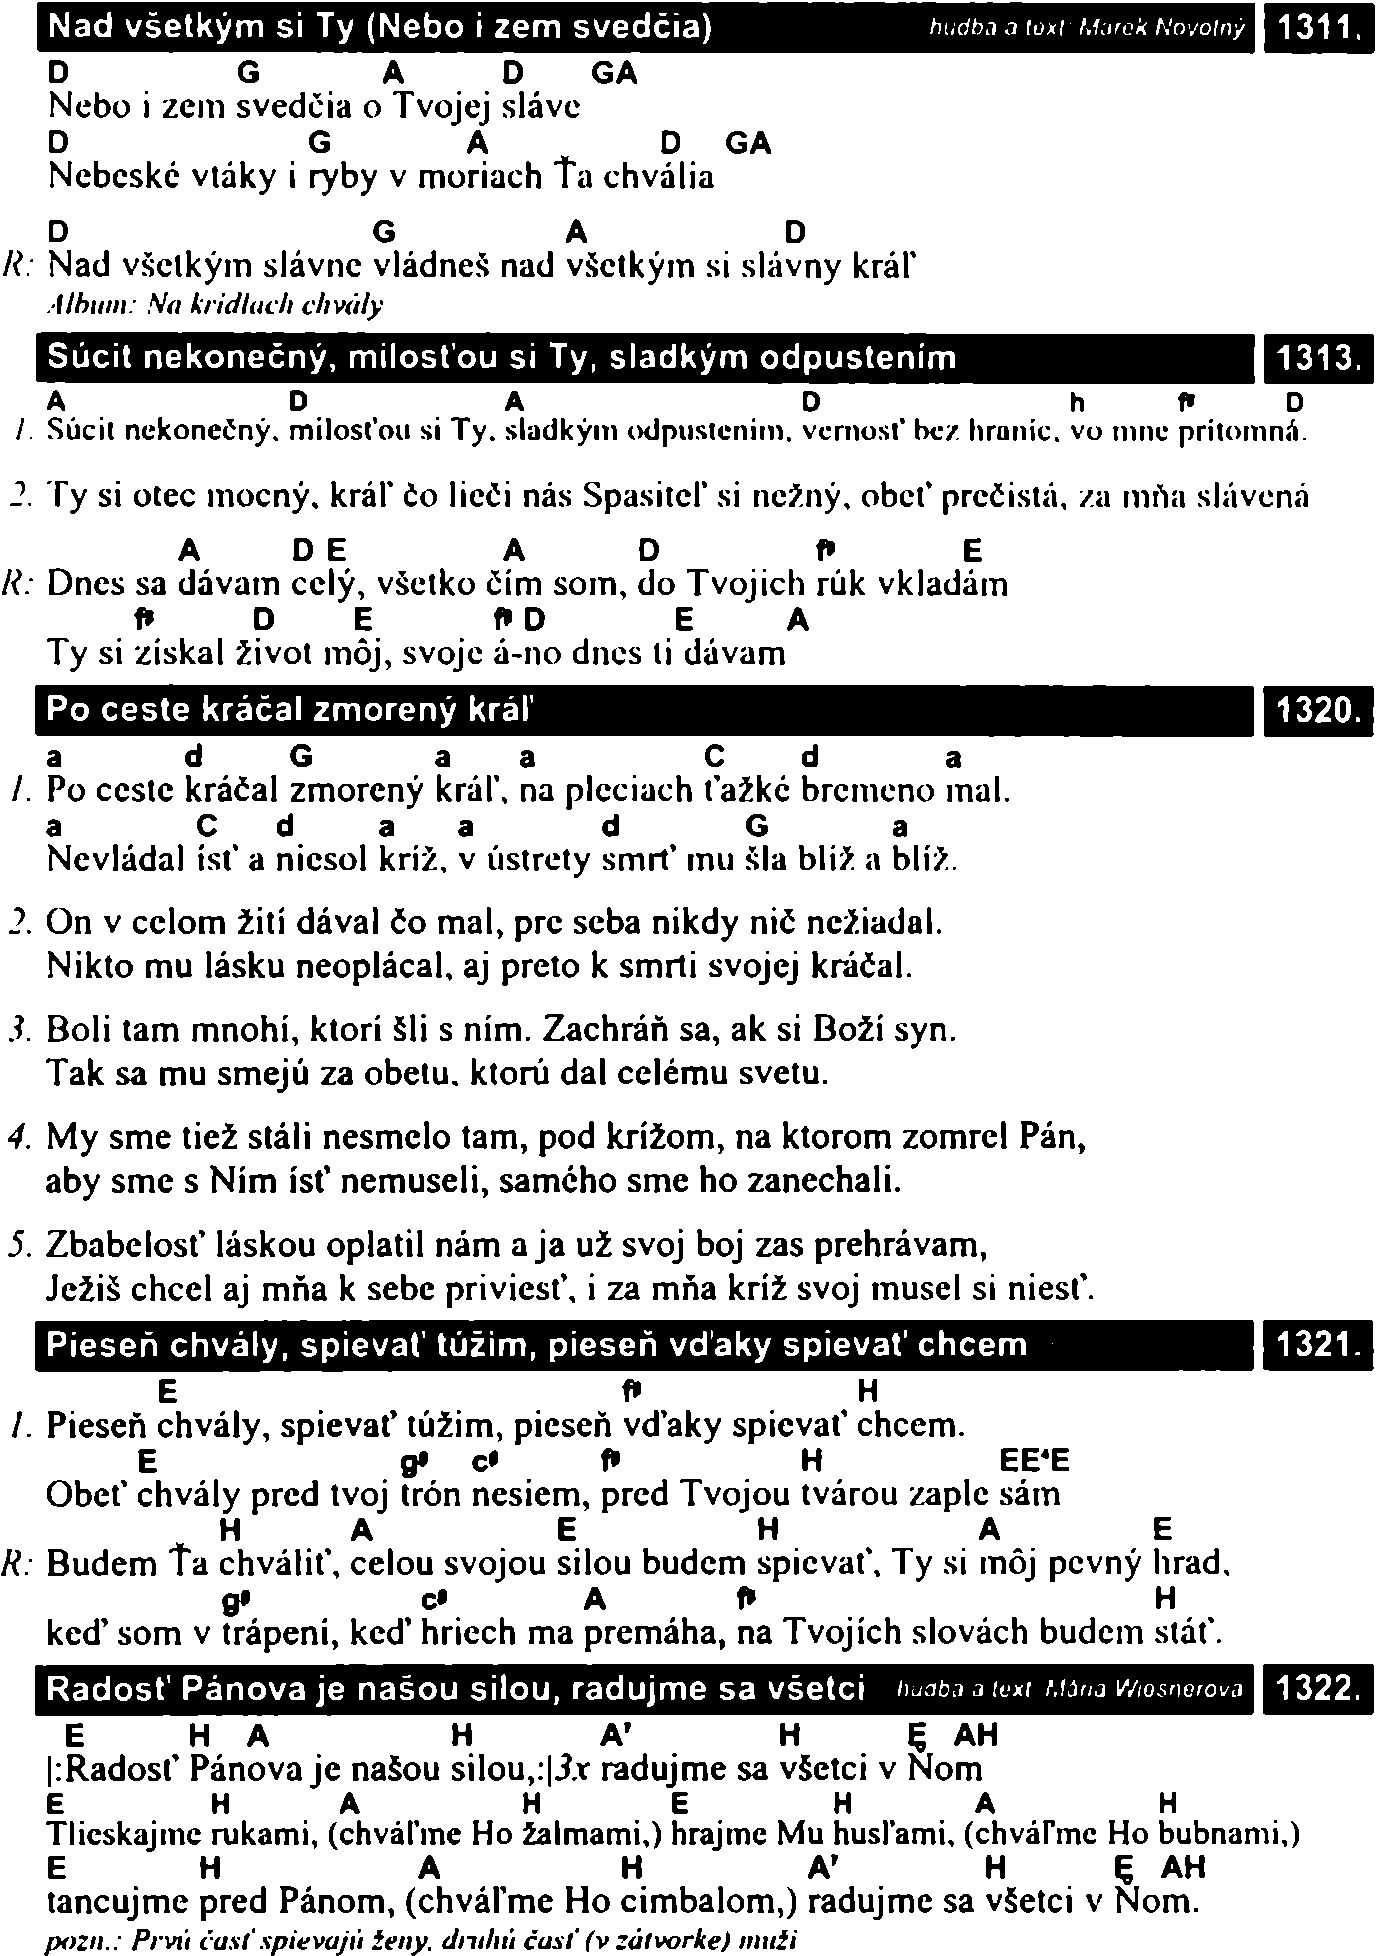 Nad všetkým si Ty (Nebo i zem svedčia) hudba a text Marek Novotný 1311.
D G A D GA
Nebo i zem svedčia o Tvojej sláve
D G A D GA
Nebeské vtáky i ryby v moriach Ťa chvália
D G A D
R: Nad všetkým slávne vládneš nad všetkým si slávny kráľ
Album: Na krídlach chvály
Súcit nekonečný, milosťou si Ty, sladkým odpustením 1313.
A D A D h f# D
1. Súcit nekonečný, milosťou si Ty, sladkým odpustením, vernosť bez hraníc, vo mne prítomná.
2. Ty si otec mocný, kráľ čo lieči nás Spasiteľ si nežný, obeť prečistá, za mňa slávená
A D E A D f# E
R: Dnes sa dávam celý, všetko čím som, do Tvojich rúk vkladám
f# D E f# D E A
Ty si získal život môj, svoje á-no dnes ti dávam
Po ceste kráčal zmorený kráľ 1320.
a d G a a C d a
1. Po ceste kráčal zmorený kráľ, na pleciach ťažké bremeno mal.
a C d a a d G a
Nevládal ísť a niesol kríž, v ústrety smrť mu šla blíž a blíž.
2. On v celom žití dával čo mal, pre seba nikdy nič nežiadal.
Nikto mu lásku neoplácal, aj preto k smrti svojej kráčal.
3. Boli tam mnohí, ktorí šli s ním. Zachráň sa, ak si Boží syn.
Tak sa mu smejú za obetu, ktorú dal celému svetu.
4. My sme tiež stáli nesmelo tam, pod krížom, na ktorom zomrel Pán,
aby sme s Ním ísť nemuseli, samého sme ho zanechali.
5. Zbabelosť láskou oplatil nám a ja už svoj boj zas prehrávam,
Ježiš chcel aj mňa k sebe priviesť, i za mňa kríž svoj musel si niesť.
Pieseň chvály, spievať túžim, pieseň vďaky spievať chcem 1321.
E f# H
1. Pieseň chvály, spievať túžim, pieseň vďaky spievať chcem.
E g# c# f# H EE⁴E
Obeť chvály pred tvoj trón nesiem, pred Tvojou tvárou zaple sám
H A E H A E
R: Budem Ťa chváliť, celou svojou silou budem spievať, Ty si môj pevný hrad,
g# c# A f# H
keď som v trápení, keď hriech ma premáha, na Tvojích slovách budem stáť.
Radosť Pánova je našou silou, radujme sa všetci hudba a text Mária Wiesnerová 1322.
E H A H A⁷ H E AH
|:Radosť Pánova je našou silou,:|3x radujme sa všetci v Ňom
E H A H E H A H
Tlieskajme rukami, (chváľme Ho žalmami,) hrajme Mu husľami, (chváľme Ho bubnami,)
E H A H A⁷ H E AH
tancujme pred Pánom, (chváľme Ho cimbalom,) radujme sa všetci v Ňom.
pozn.: Prvú časť spievajú ženy, druhú časť (v zátvorke) muži